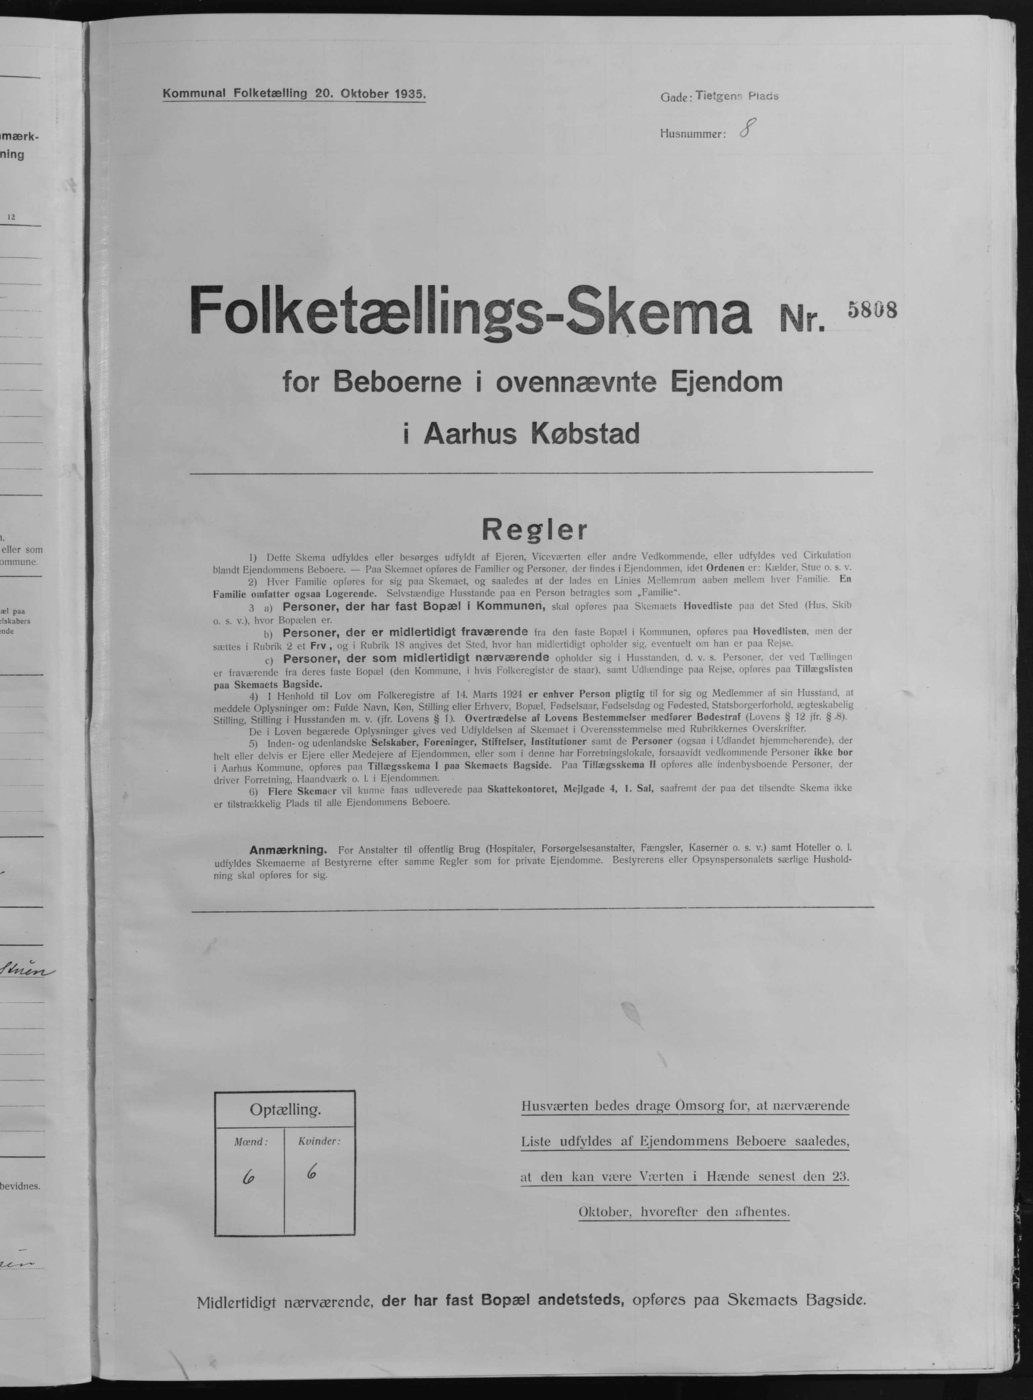 mærk-
ning
12
eller som
ommune.
æl paa
elskabers
ende
Stuen
bevidnes.
Kommunal Folketælling 20. Oktober 1935.
Gade: Tietgens Plads
Husnummer: 8
Folketællings-Skema Nr. 5808
for Beboerne i ovennævnte Ejendom
i Aarhus Købstad
Regler
1) Dette Skema udfyldes eller besørges udfyldt af Ejeren, Viceværten eller andre Vedkommende, eller udfyldes ved Cirkulation
blandt Ejendommens Beboere. — Paa Skemaet opføres de Familier og Personer, der findes i Ejendommen, idet Ordenen er: Kælder, Stue o. s. v.
2) Hver Familie opføres for sig paa Skemaet, og saaledes at der lades en Linies Mellemrum aaben mellem hver Familie. En
Familie omfatter ogsaa Logerende. Selvstændige Husstande paa en Person betragtes som „Familie“.
3 a) Personer, der har fast Bopæl i Kommunen, skal opføres paa Skemaets Hovedliste paa det Sted (Hus, Skib
o. s. v.), hvor Bopælen er.
b) Personer, der er midlertidigt fraværende fra den faste Bopæl i Kommunen, opføres paa Hovedlisten, men der
sættes i Rubrik 2 et Frv., og i Rubrik 18 angives det Sted, hvor han midlertidigt opholder sig, eventuelt om han er paa Rejse.
c) Personer, der som midlertidigt nærværende opholder sig i Husstanden, d. v. s. Personer, der ved Tællingen
er fraværende fra deres faste Bopæl (den Kommune, i hvis Folkeregister de staar), samt Udlændinge paa Rejse, opføres paa Tillægslisten
paa Skemaets Bagside.
4) I Henhold til Lov om Folkeregistre af 14. Marts 1924 er enhver Person pligtig til for sig og Medlemmer af sin Husstand, at
meddele Oplysninger om: Fulde Navn, Køn, Stilling eller Erhverv, Bopæl, Fødselsaar, Fødselsdag og Fødested, Statsborgerforhold, ægteskabelig
Stilling, Stilling i Husstanden m. v. (jfr. Lovens § 1). Overtrædelse af Lovens Bestemmelser medfører Bødestraf (Lovens § 12 jfr. § 8).
De i Loven begærede Oplysninger gives ved Udfyldelsen af Skemaet i Overensstemmelse med Rubrikkernes Overskrifter.
5) Inden- og udenlandske Selskaber, Foreninger, Stiftelser, Institutioner samt de Personer (ogsaa i Udlandet hjemmehørende), der
helt eller delvis er Ejere eller Medejere af Ejendommen, eller som i denne har Forretningslokale, forsaavidt vedkommende Personer ikke bor
i Aarhus Kommune, opføres paa Tillægsskema I paa Skemaets Bagside. Paa Tillægsskema II opføres alle indenbysboende Personer, der
driver Forretning, Haandværk o. l. i Ejendommen.
6) Flere Skemaer vil kunne faas udleverede paa Skattekontoret, Mejlgade 4, 1. Sal, saafremt der paa det tilsendte Skema ikke
er tilstrækkelig Plads til alle Ejendommens Beboere.
Anmærkning. For Anstalter til offentlig Brug (Hospitaler, Forsørgelsesanstalter, Fængsler, Kaserner o. s. v.) samt Hoteller o. l.
udfyldes Skemaerne af Bestyrerne efter samme Regler som for private Ejendomme. Bestyrerens eller Opsynspersonalets særlige Hushold-
ning skal opføres for sig.
Optælling.
Mænd: Kvinder:
6 6
Husværten bedes drage Omsorg for, at nærværende
Liste udfyldes af Ejendommens Beboere saaledes,
at den kan være Værten i Hænde senest den 23.
Oktober, hvorefter den afhentes.
Midlertidigt nærværende, der har fast Bopæl andetsteds, opføres paa Skemaets Bagside.